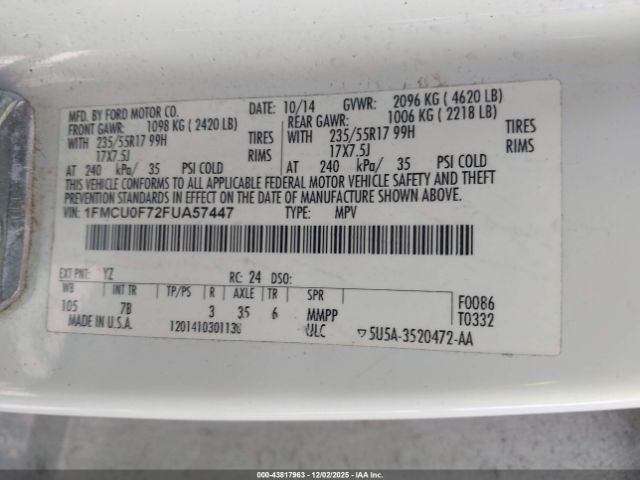 MFD. BY FORD MOTOR CO.
DATE: 10/14 GVWR: 2096 KG ( 4620 LB)
FRONT GAWR: 1098 KG ( 2420 LB) REAR GAWR: 1006 KG ( 2218 LB)
WITH 235/55R17 99H TIRES WITH 235/55R17 99H TIRES
17X7.5J RIMS 17X7.5J RIMS
AT 240 kPa/ 35 PSI COLD AT 240 kPa/ 35 PSI COLD
THIS VEHICLE CONFORMS TO ALL APPLICABLE FEDERAL MOTOR VEHICLE SAFETY AND THEFT
PREVENTION STANDARDS IN EFFECT ON THE DATE OF MANUFACTURE SHOWN ABOVE.
VIN: 1FMCU0F72FUA57447 TYPE: MPV
EXT PNT: YZ RC: 24 DSO:
WB INT TR TP/PS R AXLE TR SPR F0086
105 7B 3 35 6 MMPP T0332
MADE IN U.S.A. 1201410301138 ULC ▽5U5A-3520472-AA
000-43817963 | 12/02/2025 - IAAI.COM